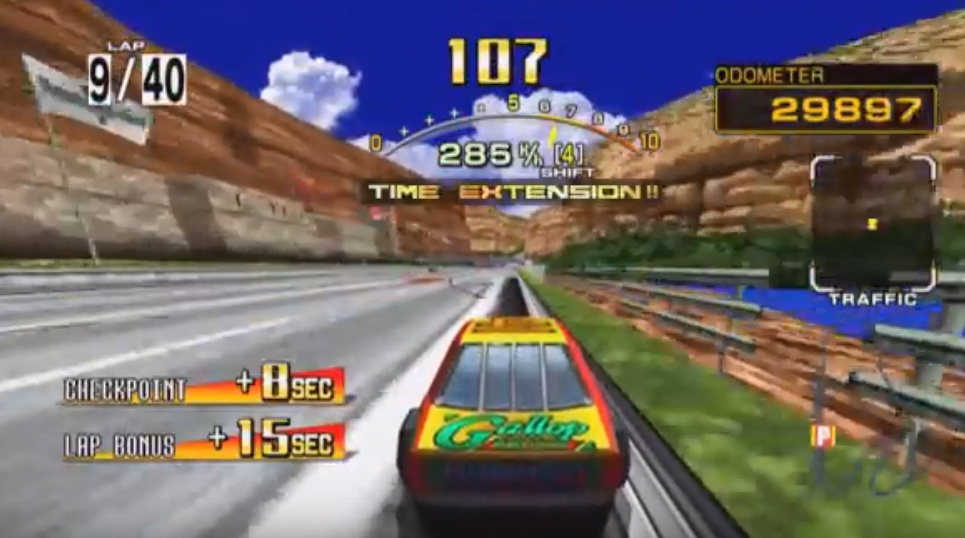 LAP
9/40
107
0 5 6 7 8 9 10
285 K/h [4]
SHIFT
TIME EXTENSION!!
ODOMETER
29897
TRAFFIC
CHECKPOINT +8SEC
LAP BONUS +15SEC
Gallop
P